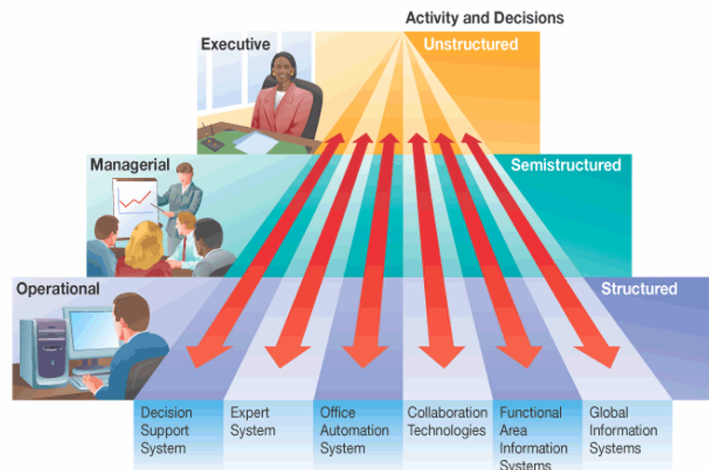 Activity and Decisions
Executive
Unstructured
Managerial
Semistructured
Operational
Structured
Decision
Support
System
Expert
System
Office
Automation
System
Collaboration
Technologies
Functional
Area
Information
Systems
Global
Information
Systems